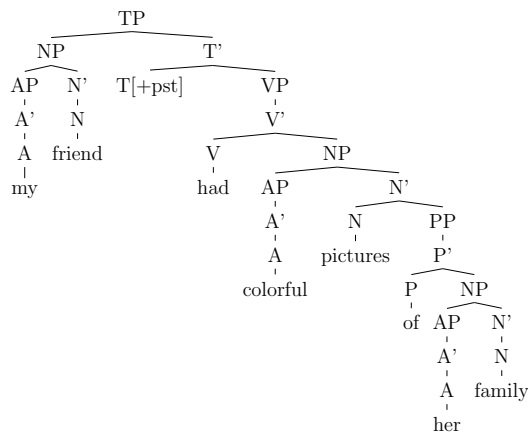 TP
NP T'
AP N' T[+pst] VP
A' N V'
A friend V NP
my had AP N'
A' N PP
A pictures P'
colorful P NP
of AP N'
A' N
A family
her